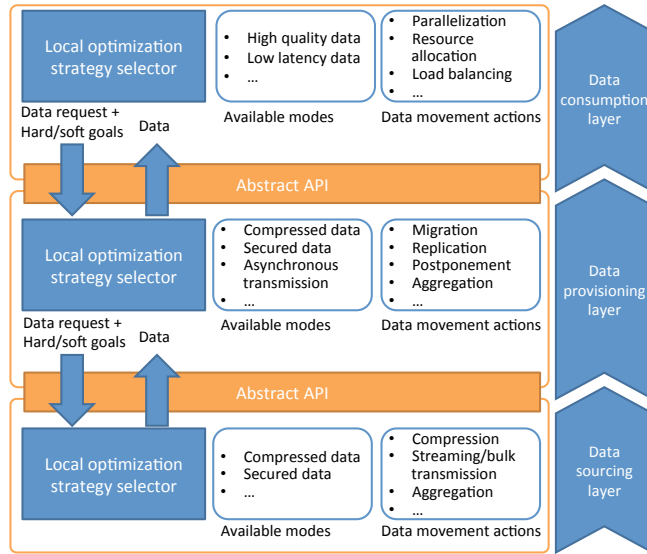 Local optimization
strategy selector
• High quality data
• Low latency data
• ...
Available modes
• Parallelization
• Resource
allocation
• Load balancing
• ...
Data movement actions
Data
consumption
layer
Data request +
Hard/soft goals
Data
Abstract API
Local optimization
strategy selector
• Compressed data
• Secured data
• Asynchronous
transmission
• ...
Available modes
• Migration
• Replication
• Postponement
• Aggregation
• ...
Data movement actions
Data
provisioning
layer
Data request +
Hard/soft goals
Data
Abstract API
Local optimization
strategy selector
• Compressed data
• Secured data
• ...
Available modes
• Compression
• Streaming/bulk
transmission
• Aggregation
• ...
Data movement actions
Data
sourcing
layer